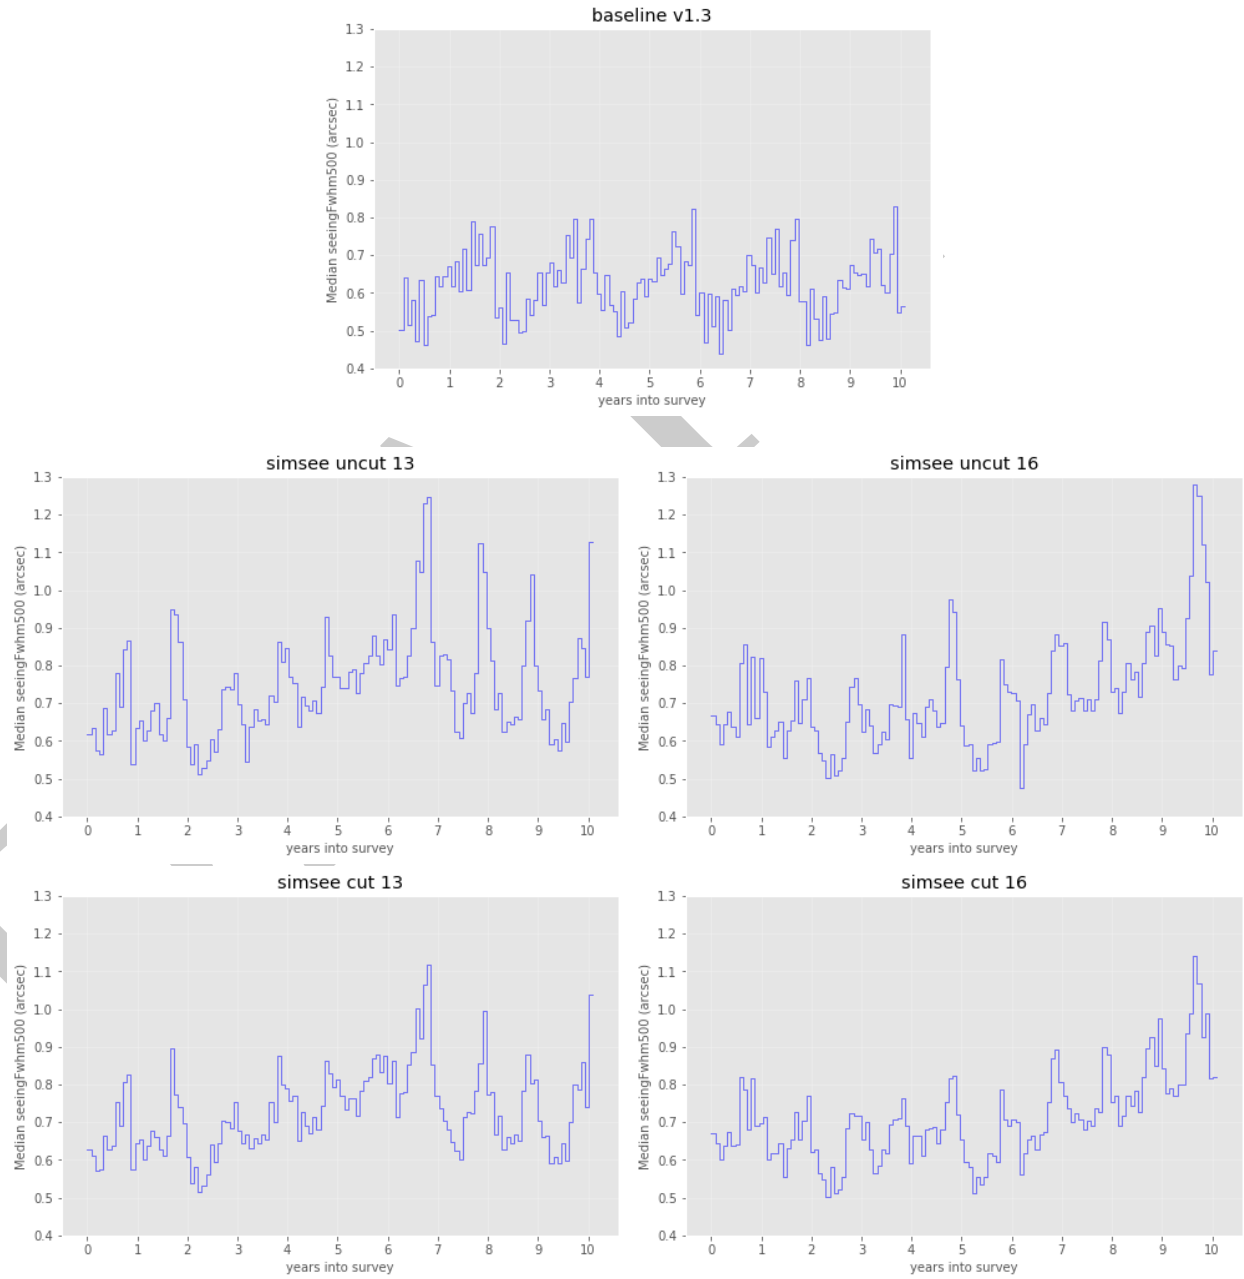 baseline v1.3
1.3
1.2
1.1
1.0
0.9
0.8
0.7
0.6
0.5
0.4
Median seeingFwhm500 (arcsec)
0 1 2 3 4 5 6 7 8 9 10
years into survey
simsee uncut 13
1.3
1.2
1.1
1.0
0.9
0.8
0.7
0.6
0.5
0.4
Median seeingFwhm500 (arcsec)
0 1 2 3 4 5 6 7 8 9 10
years into survey
simsee uncut 16
1.3
1.2
1.1
1.0
0.9
0.8
0.7
0.6
0.5
0.4
Median seeingFwhm500 (arcsec)
0 1 2 3 4 5 6 7 8 9 10
years into survey
simsee cut 13
1.3
1.2
1.1
1.0
0.9
0.8
0.7
0.6
0.5
0.4
Median seeingFwhm500 (arcsec)
0 1 2 3 4 5 6 7 8 9 10
years into survey
simsee cut 16
1.3
1.2
1.1
1.0
0.9
0.8
0.7
0.6
0.5
0.4
Median seeingFwhm500 (arcsec)
0 1 2 3 4 5 6 7 8 9 10
years into survey